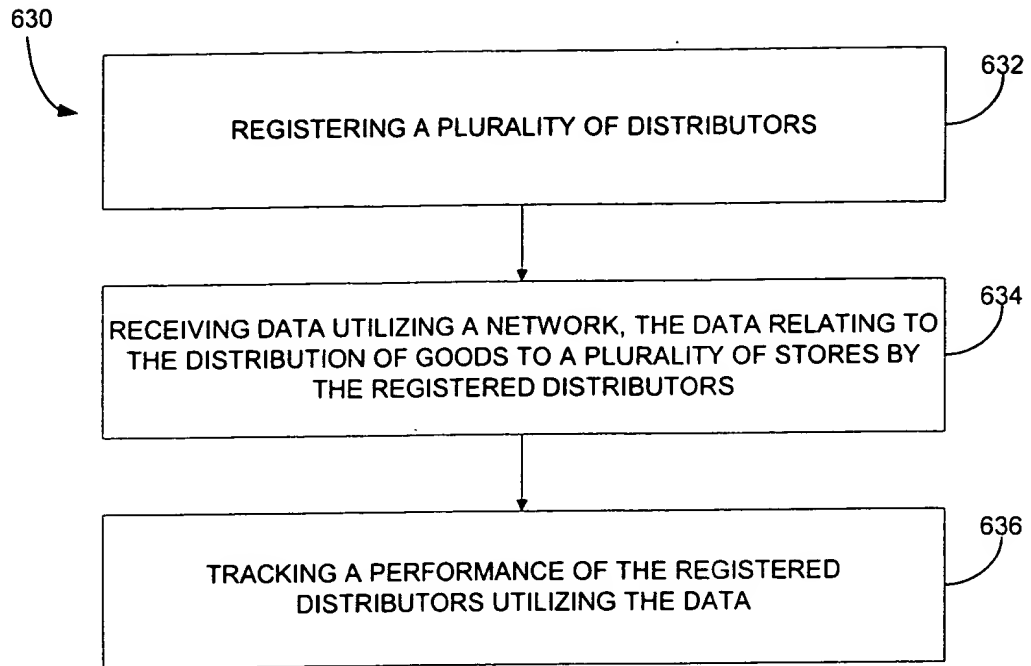 630
632
REGISTERING A PLURALITY OF DISTRIBUTORS
634
RECEIVING DATA UTILIZING A NETWORK, THE DATA RELATING TO
THE DISTRIBUTION OF GOODS TO A PLURALITY OF STORES BY
THE REGISTERED DISTRIBUTORS
636
TRACKING A PERFORMANCE OF THE REGISTERED
DISTRIBUTORS UTILIZING THE DATA